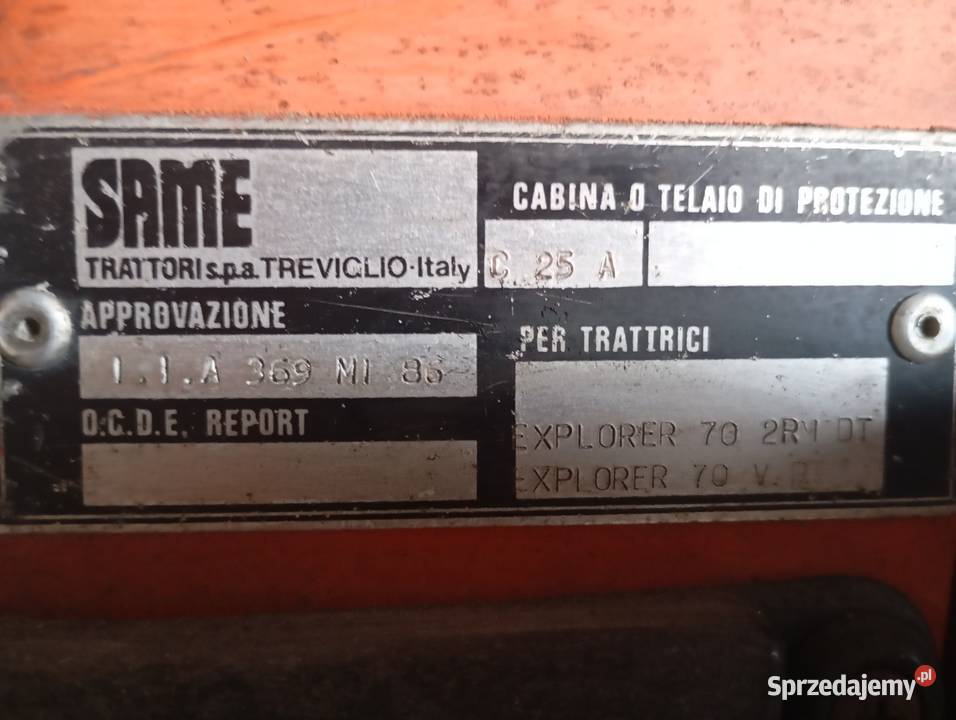 SAME
TRATTORI s.p.a. TREVIGLIO-Italy
CABINA O TELAIO DI PROTEZIONE
C 25 A
APPROVAZIONE
I.I.A 369 MI 86
PER TRATTRICI
O.C.D.E. REPORT
EXPLORER 70 2RM DT
EXPLORER 70 V.
Sprzedajemy.pl